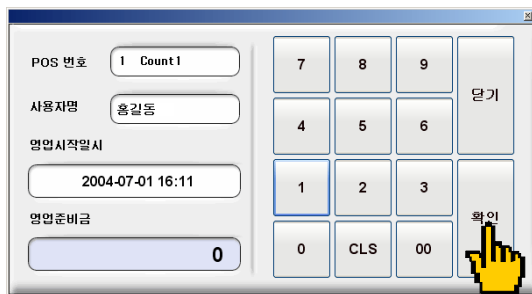 POS 번호
1 Count1
사용자명
홍길동
영업시작일시
2004-07-01 16:11
영업준비금
0
7 8 9
닫기
4 5 6
1 2 3
확인
0 CLS 00